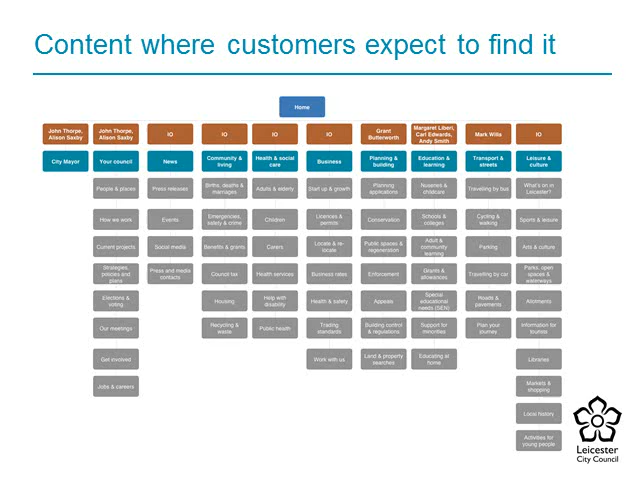 Content where customers expect to find it
Home
John Thorpe,
Alison Saxby
John Thorpe,
Alison Saxby
IO
IO
IO
IO
Grant
Butterworth
Margaret Libori,
Carl Edwards,
Andy Smith
Mark Wills
IO
City Mayor
Your council
News
Community &
living
Health & social
care
Business
Planning &
building
Education &
learning
Transport &
streets
Leisure &
culture
People & places
Press releases
Births, deaths &
marriages
Adults & elderly
Start up & growth
Planning
applications
Nurseries &
childcare
Travelling by bus
What's on in
Leicester?
How we work
Events
Emergencies,
safety & crime
Children
Licences &
permits
Conservation
Schools &
colleges
Cycling &
walking
Sports & leisure
Current projects
Social media
Benefits & grants
Carers
Locate & re-
locate
Public spaces &
regeneration
Adult &
community
learning
Parking
Arts & culture
Strategies,
policies and
plans
Press and media
contacts
Council tax
Health services
Business rates
Enforcement
Grants &
allowances
Travelling by car
Parks, open
spaces &
waterways
Elections &
voting
Housing
Help with
disability
Health & safety
Appeals
Special
educational
needs (SEN)
Roads &
pavements
Allotments
Our meetings
Recycling &
waste
Public health
Trading
standards
Building control
& regulations
Support for
minorities
Plan your
journey
Information for
tourists
Get involved
Work with us
Land & property
searches
Educating at
home
Libraries
Jobs & careers
Markets &
shopping
Local history
Activities for
young people
Leicester
City Council